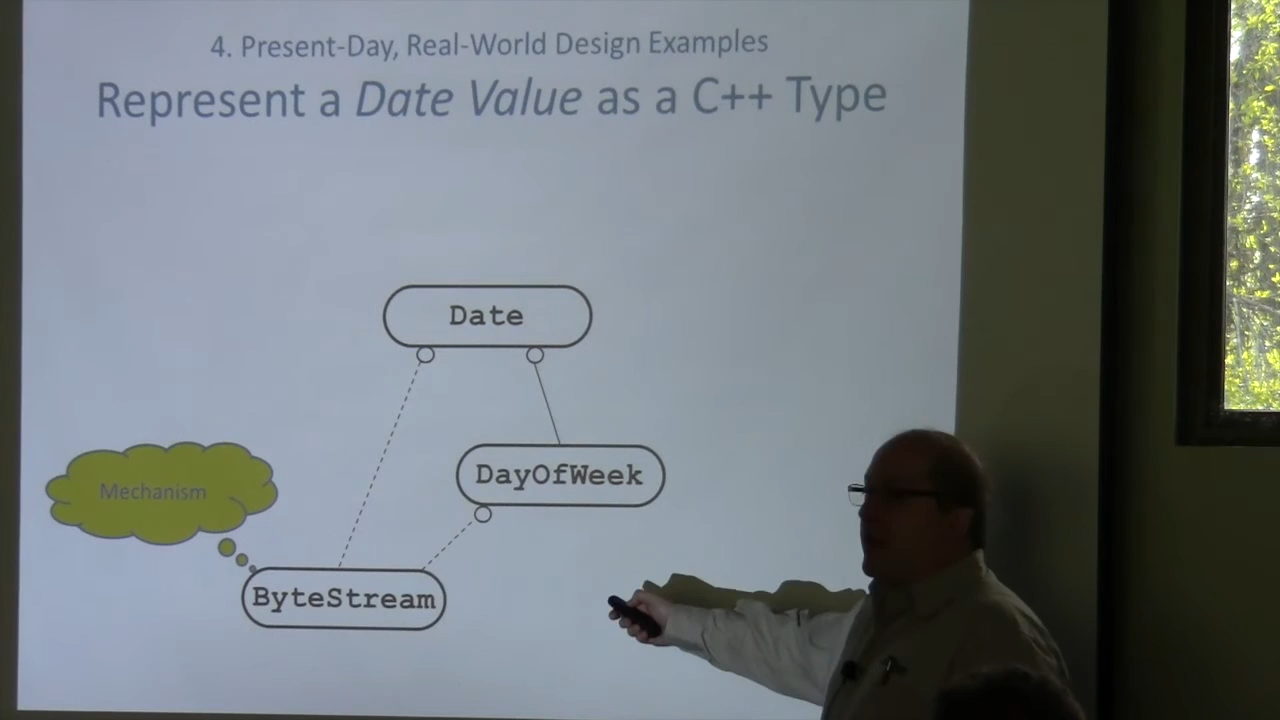 4. Present-Day, Real-World Design Examples
Represent a Date Value as a C++ Type
Date
DayOfWeek
Mechanism
ByteStream